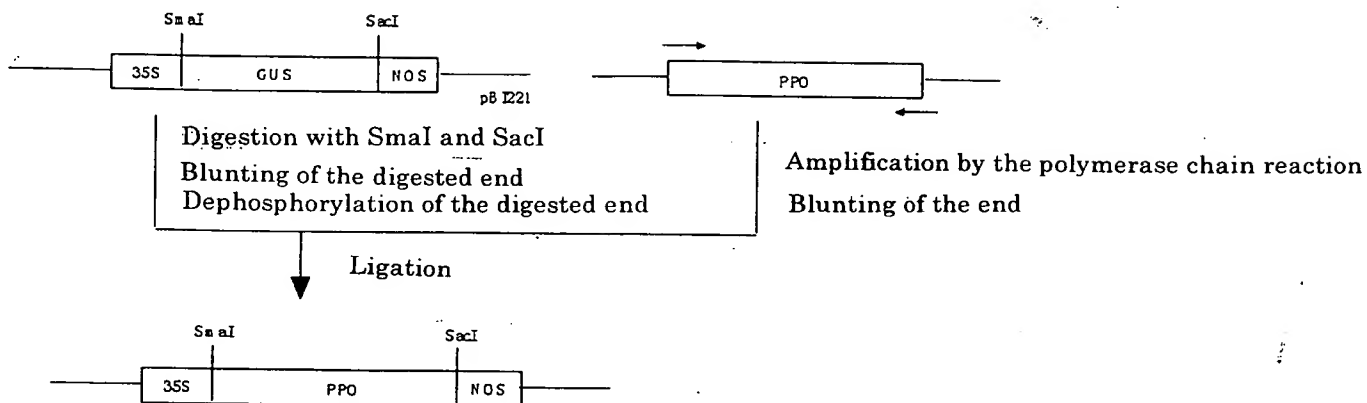 SmaI SacI
35S GUS NOS
pBI221
PPO
Digestion with SmaI and SacI
Blunting of the digested end
Dephosphorylation of the digested end
Amplification by the polymerase chain reaction
Blunting of the end
Ligation
SmaI SacI
35S PPO NOS